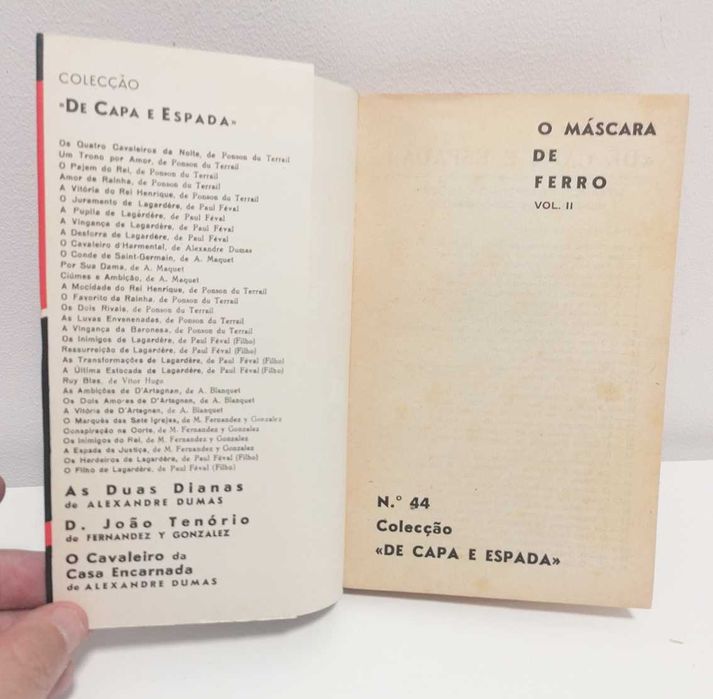 COLECÇÃO
«DE CAPA E ESPADA»
Os Quatro Cavaleiros da Noite, de Ponson du Terrail
Um Trono por Amor, de Ponson du Terrail
O Pajem do Rei, de Ponson du Terrail
Amor de Rainha, de Ponson du Terrail
A Vitória do Rei Henrique, de Ponson du Terrail
O Juramento de Lagardère, de Paul Féval
A Pupila de Lagardère, de Paul Féval
A Vingança de Lagardère, de Paul Féval
A Desforra de Lagardère, de Paul Féval
O Cavaleiro d'Harmental, de Alexandre Dumas
O Conde de Saint-Germain, de A. Maquet
Por Sua Dama, de A. Maquet
Ciúmes e Ambição, de A. Maquet
A Mocidade do Rei Henrique, de Ponson du Terrail
O Favorito da Rainha, de Ponson du Terrail
Os Dois Rivais, de Ponson du Terrail
As Luvas Envenenadas, de Ponson du Terrail
A Vingança da Baronesa, de Ponson du Terrail
Os Inimigos de Lagardère, de Paul Féval (Filho)
Ressurreição de Lagardère, de Paul Féval (Filho)
As Transformações de Lagardère, de Paul Féval (Filho)
A Última Estocada de Lagardère, de Paul Féval (Filho)
Ruy Blas, de Vítor Hugo
As Ambições de D'Artagnan, de A. Blanquet
Os Dois Amores de D'Artagnan, de A. Blanquet
A Vitória de D'Artagnan, de A. Blanquet
O Marquês das Sete Igrejas, de M. Fernandez y Gonzalez
Conspiração na Corte, de M. Fernandez y Gonzalez
Os Inimigos do Rei, de M. Fernandez y Gonzalez
A Espada da Justiça, de M. Fernandez y Gonzalez
Os Herdeiros de Lagardère, de Paul Féval (Filho)
O Filho de Lagardère, de Paul Féval (Filho)
As Duas Dianas
de ALEXANDRE DUMAS
D. João Tenório
de FERNANDEZ Y GONZALEZ
O Cavaleiro da
Casa Encarnada
de ALEXANDRE DUMAS
O MÁSCARA
DE
FERRO
VOL. II
N.° 44
Colecção
«DE CAPA E ESPADA»